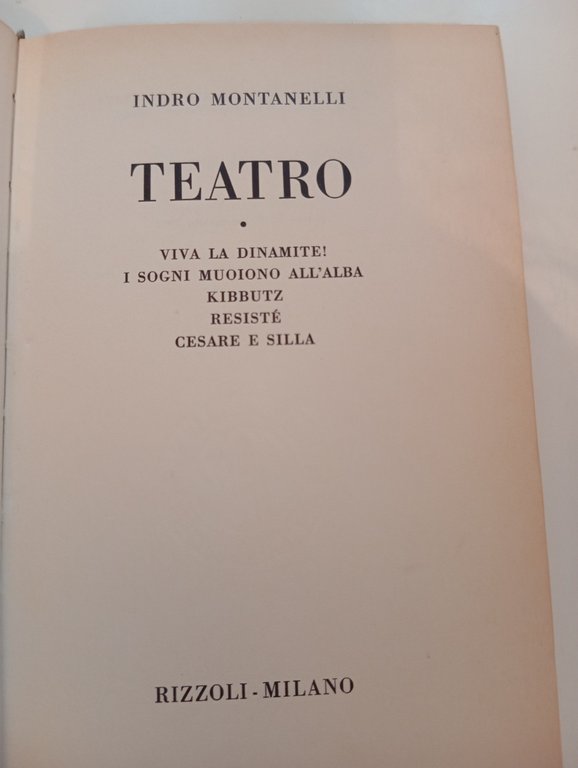 INDRO MONTANELLI
TEATRO
•
VIVA LA DINAMITE!
I SOGNI MUOIONO ALL'ALBA
KIBBUTZ
RESISTÉ
CESARE E SILLA
RIZZOLI - MILANO